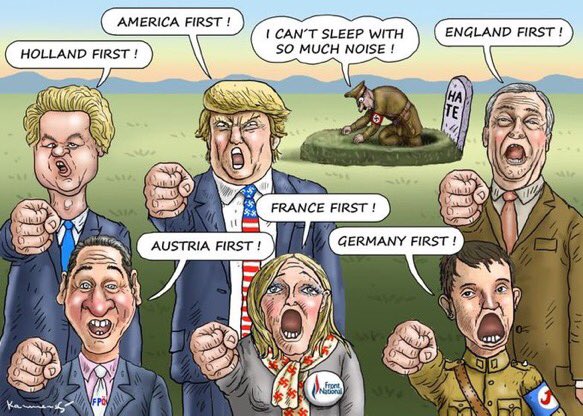 AMERICA FIRST !
HOLLAND FIRST !
I CAN'T SLEEP WITH
SO MUCH NOISE !
ENGLAND FIRST !
HA
TE
FRANCE FIRST !
AUSTRIA FIRST !
GERMANY FIRST !
FPÖ
Front
National